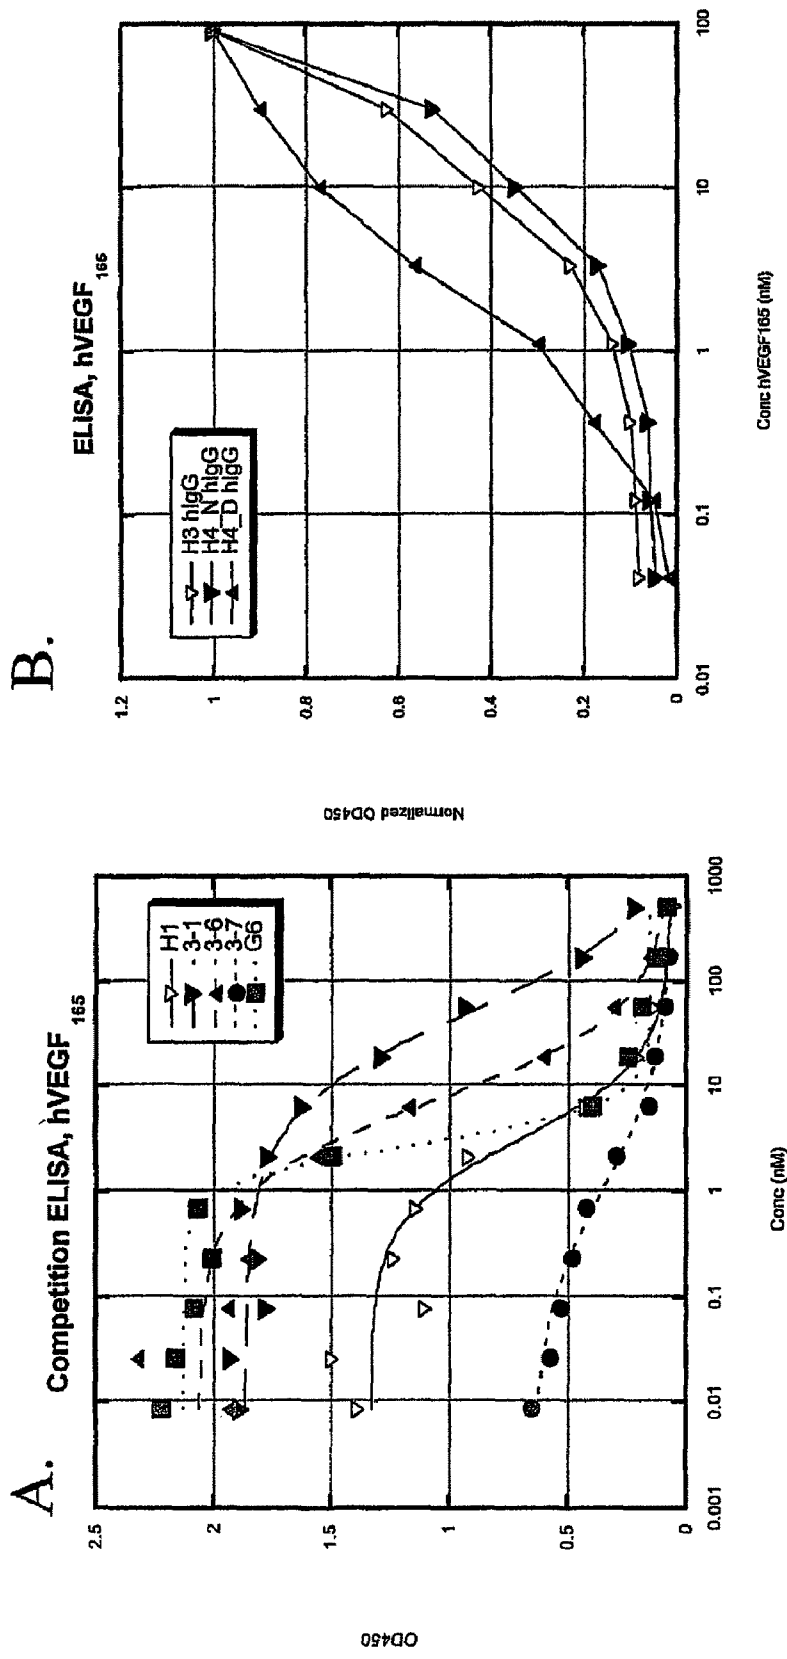 A.
Competition ELISA, hVEGF165
H1
3-1
3-6
3-7
G6
OD450
2.5
2
1.5
1
0.5
0
0.001
0.01
0.1
1
10
100
1000
Conc (nM)
B.
ELISA, hVEGF165
H3 hIgG
H4_N hIgG
H4_D hIgG
Normalized OD450
1.2
1
0.8
0.6
0.4
0.2
0
0.01
0.1
1
10
100
Conc hVEGF165 (nM)